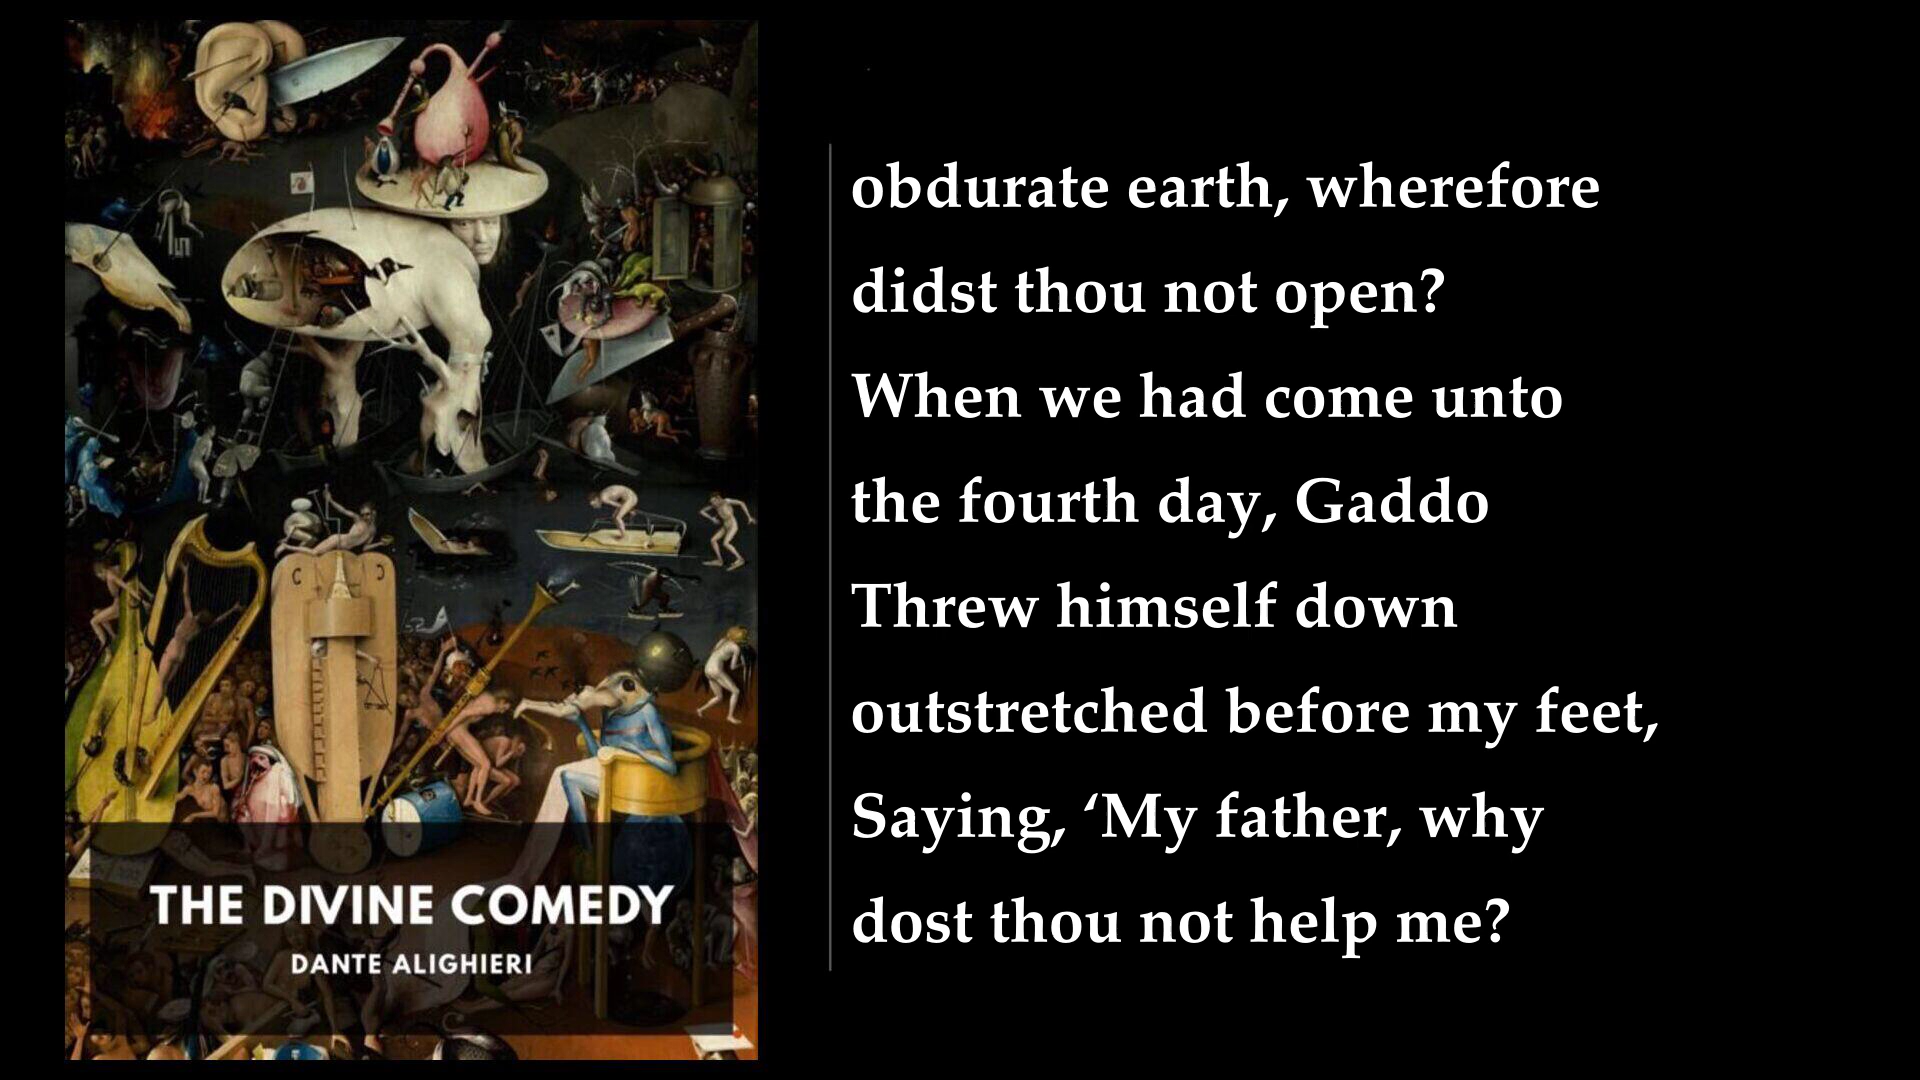 THE DIVINE COMEDY
DANTE ALIGHIERI
obdurate earth, wherefore
didst thou not open?
When we had come unto
the fourth day, Gaddo
Threw himself down
outstretched before my feet,
Saying, ‘My father, why
dost thou not help me?